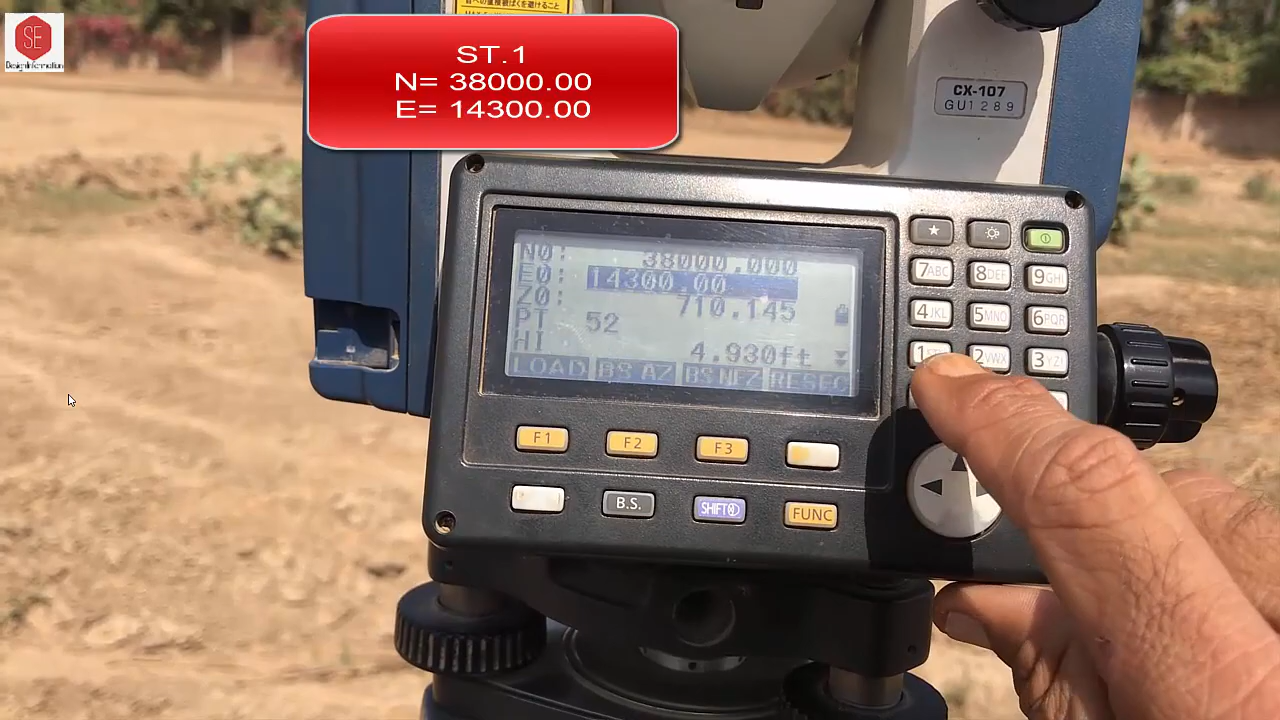 SE
DesignInformation
ST.1
N= 38000.00
E= 14300.00
CX-107
GU1289
N0: 38000.000
E0: 14300.00
Z0: 710.145
PT 52
HI 4.930ft
LOAD BS AZ BS NEZ RESEC
★
7ABC 8DEF 9GHI
4JKL 5MNO 6PQR
1 2VWX 3YZ
F1 F2 F3
B.S. SHIFT FUNC